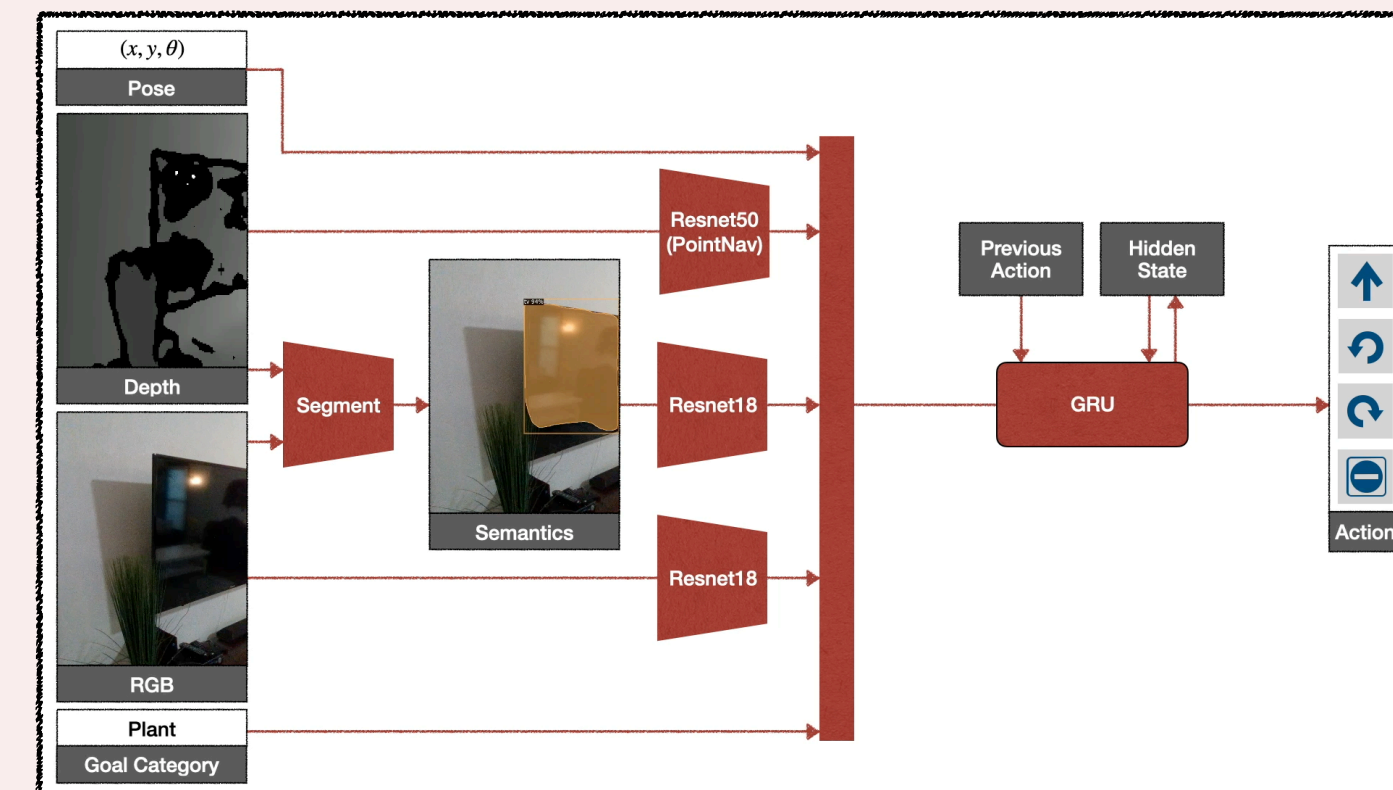 (x, y, θ)
Pose
Depth
RGB
Plant
Goal Category
Segment
Semantics
Resnet50
(PointNav)
Resnet18
Resnet18
Previous
Action
Hidden
State
GRU
Action